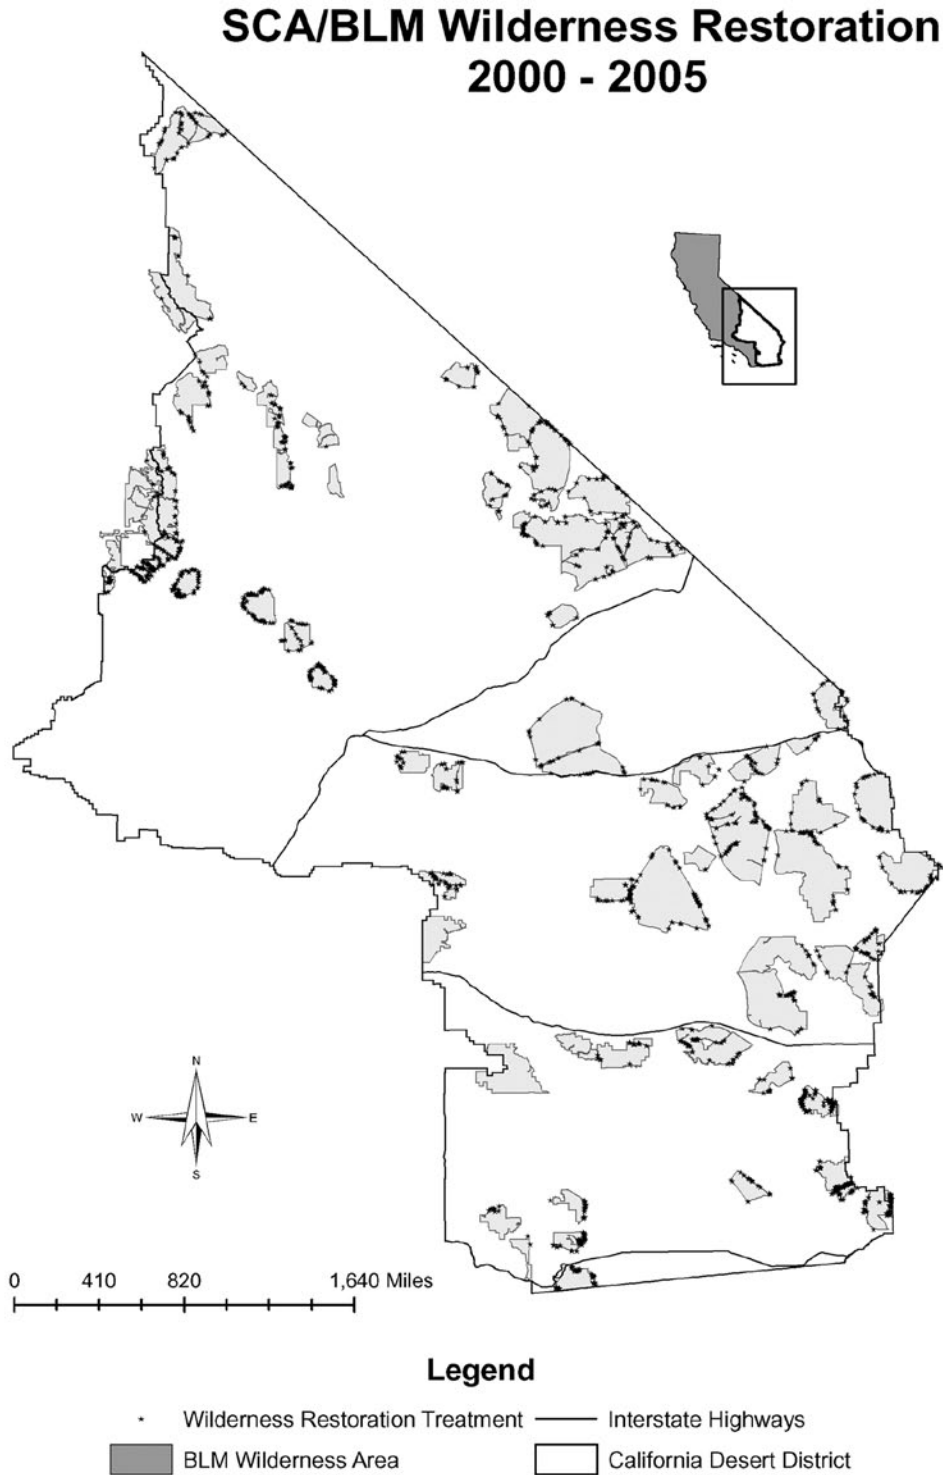 SCA/BLM Wilderness Restoration
2000 - 2005
N
W E
S
0 410 820 1,640 Miles
Legend
Wilderness Restoration Treatment Interstate Highways
BLM Wilderness Area California Desert District